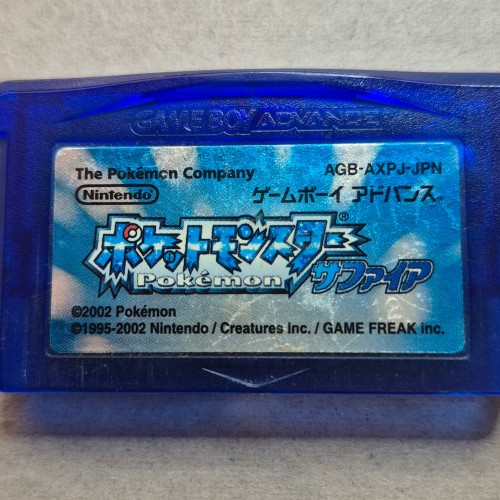 GAME BOY ADVANCE
The Pokémon Company
AGB-AXPJ-JPN
Nintendo
ゲームボーイ アドバンス
ポケットモンスター®
Pokémon
サファイア
©2002 Pokémon
©1995-2002 Nintendo / Creatures inc. / GAME FREAK inc.